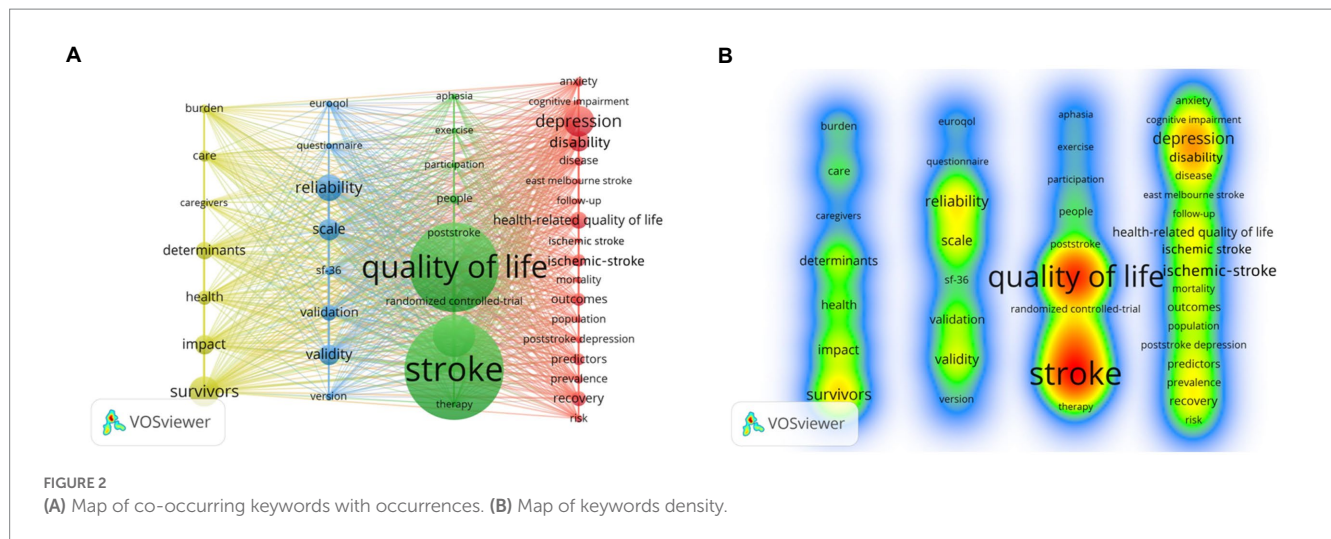 A
burden
care
caregivers
determinants
health
impact
survivors
euroqol
questionnaire
reliability
scale
sf-36
validation
validity
version
aphasia
exercise
participation
people
poststroke
quality of life
randomized controlled-trial
stroke
therapy
anxiety
cognitive impairment
depression
disability
disease
east melbourne stroke
follow-up
health-related quality of life
ischemic stroke
ischemic-stroke
mortality
outcomes
population
poststroke depression
predictors
prevalence
recovery
risk
VOSviewer
B
burden
care
caregivers
determinants
health
impact
survivors
euroqol
questionnaire
reliability
scale
sf-36
validation
validity
version
aphasia
exercise
participation
people
poststroke
quality of life
randomized controlled-trial
stroke
therapy
anxiety
cognitive impairment
depression
disability
disease
east melbourne stroke
follow-up
health-related quality of life
ischemic stroke
ischemic-stroke
mortality
outcomes
population
poststroke depression
predictors
prevalence
recovery
risk
VOSviewer
FIGURE 2
(A) Map of co-occurring keywords with occurrences. (B) Map of keywords density.